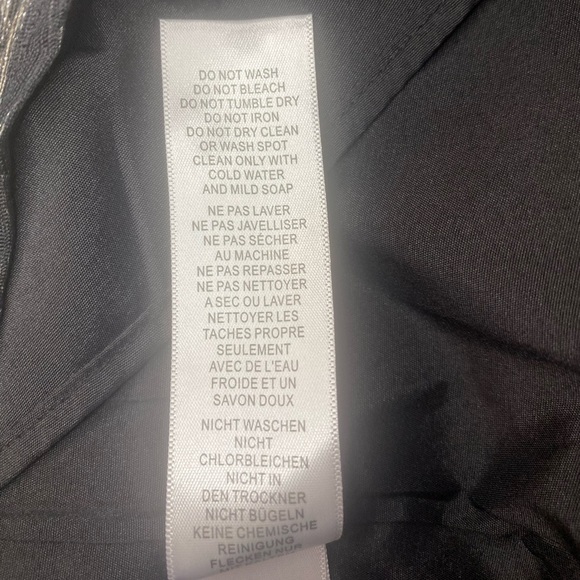 DO NOT WASH
DO NOT BLEACH
DO NOT TUMBLE DRY
DO NOT IRON
DO NOT DRY CLEAN
OR WASH SPOT
CLEAN ONLY WITH
COLD WATER
AND MILD SOAP
NE PAS LAVER
NE PAS JAVELLISER
NE PAS SÉCHER
AU MACHINE
NE PAS REPASSER
NE PAS NETTOYER
A SEC OU LAVER
NETTOYER LES
TACHES PROPRE
SEULEMENT
AVEC DE L'EAU
FROIDE ET UN
SAVON DOUX
NICHT WASCHEN
NICHT
CHLORBLEICHEN
NICHT IN
DEN TROCKNER
NICHT BÜGELN
KEINE CHEMISCHE
REINIGUNG
FLECKEN NUR